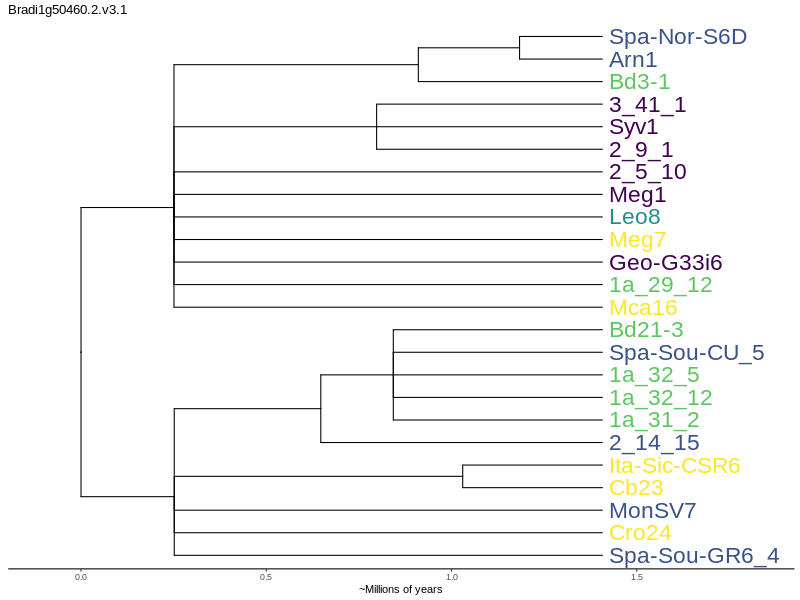 Bradi1g50460.2.v3.1
Spa-Nor-S6D
Arn1
Bd3-1
3_41_1
Syv1
2_9_1
2_5_10
Meg1
Leo8
Meg7
Geo-G33i6
1a_29_12
Mca16
Bd21-3
Spa-Sou-CU_5
1a_32_5
1a_32_12
1a_31_2
2_14_15
Ita-Sic-CSR6
Cb23
MonSV7
Cro24
Spa-Sou-GR6_4
0.0 0.5 1.0 1.5
~Millions of years